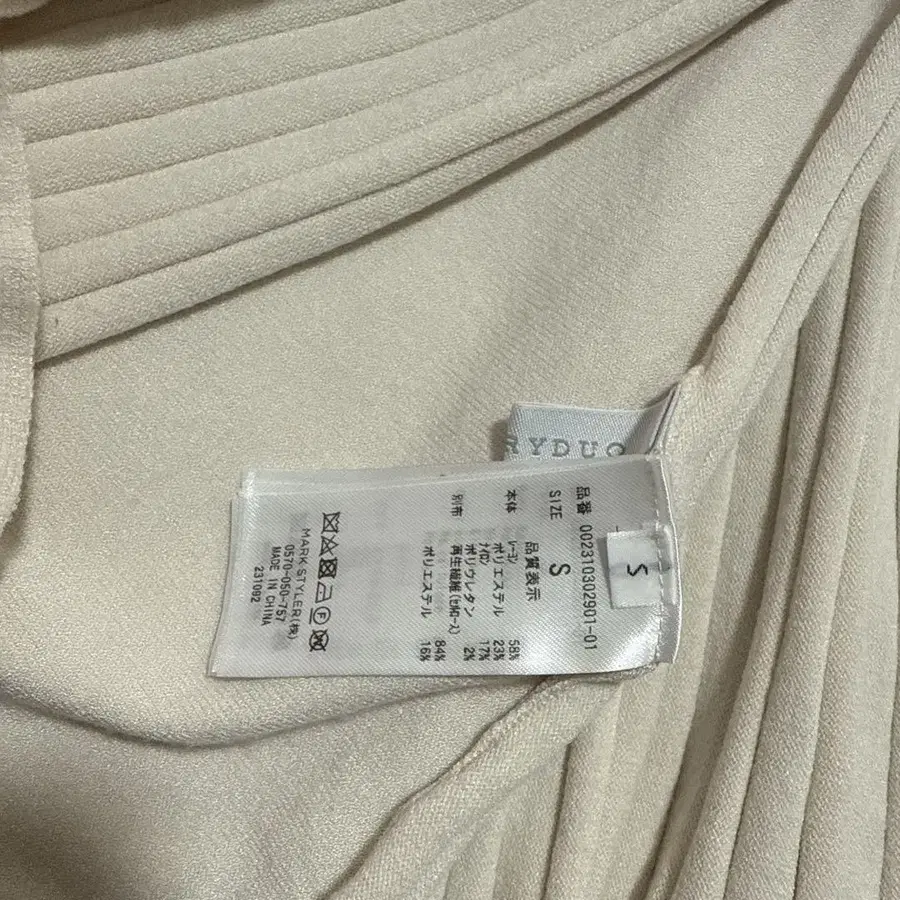 RYDUO
S
品番 002310302901-01
SIZE S
品質表示
本体 レーヨン 58%
ポリエステル 23%
ナイロン 17%
ポリウレタン 2%
別布 再生繊維(セルロース) 84%
ポリエステル 16%
MARK STYLER(株)
0570-050-757
MADE IN CHINA
231092